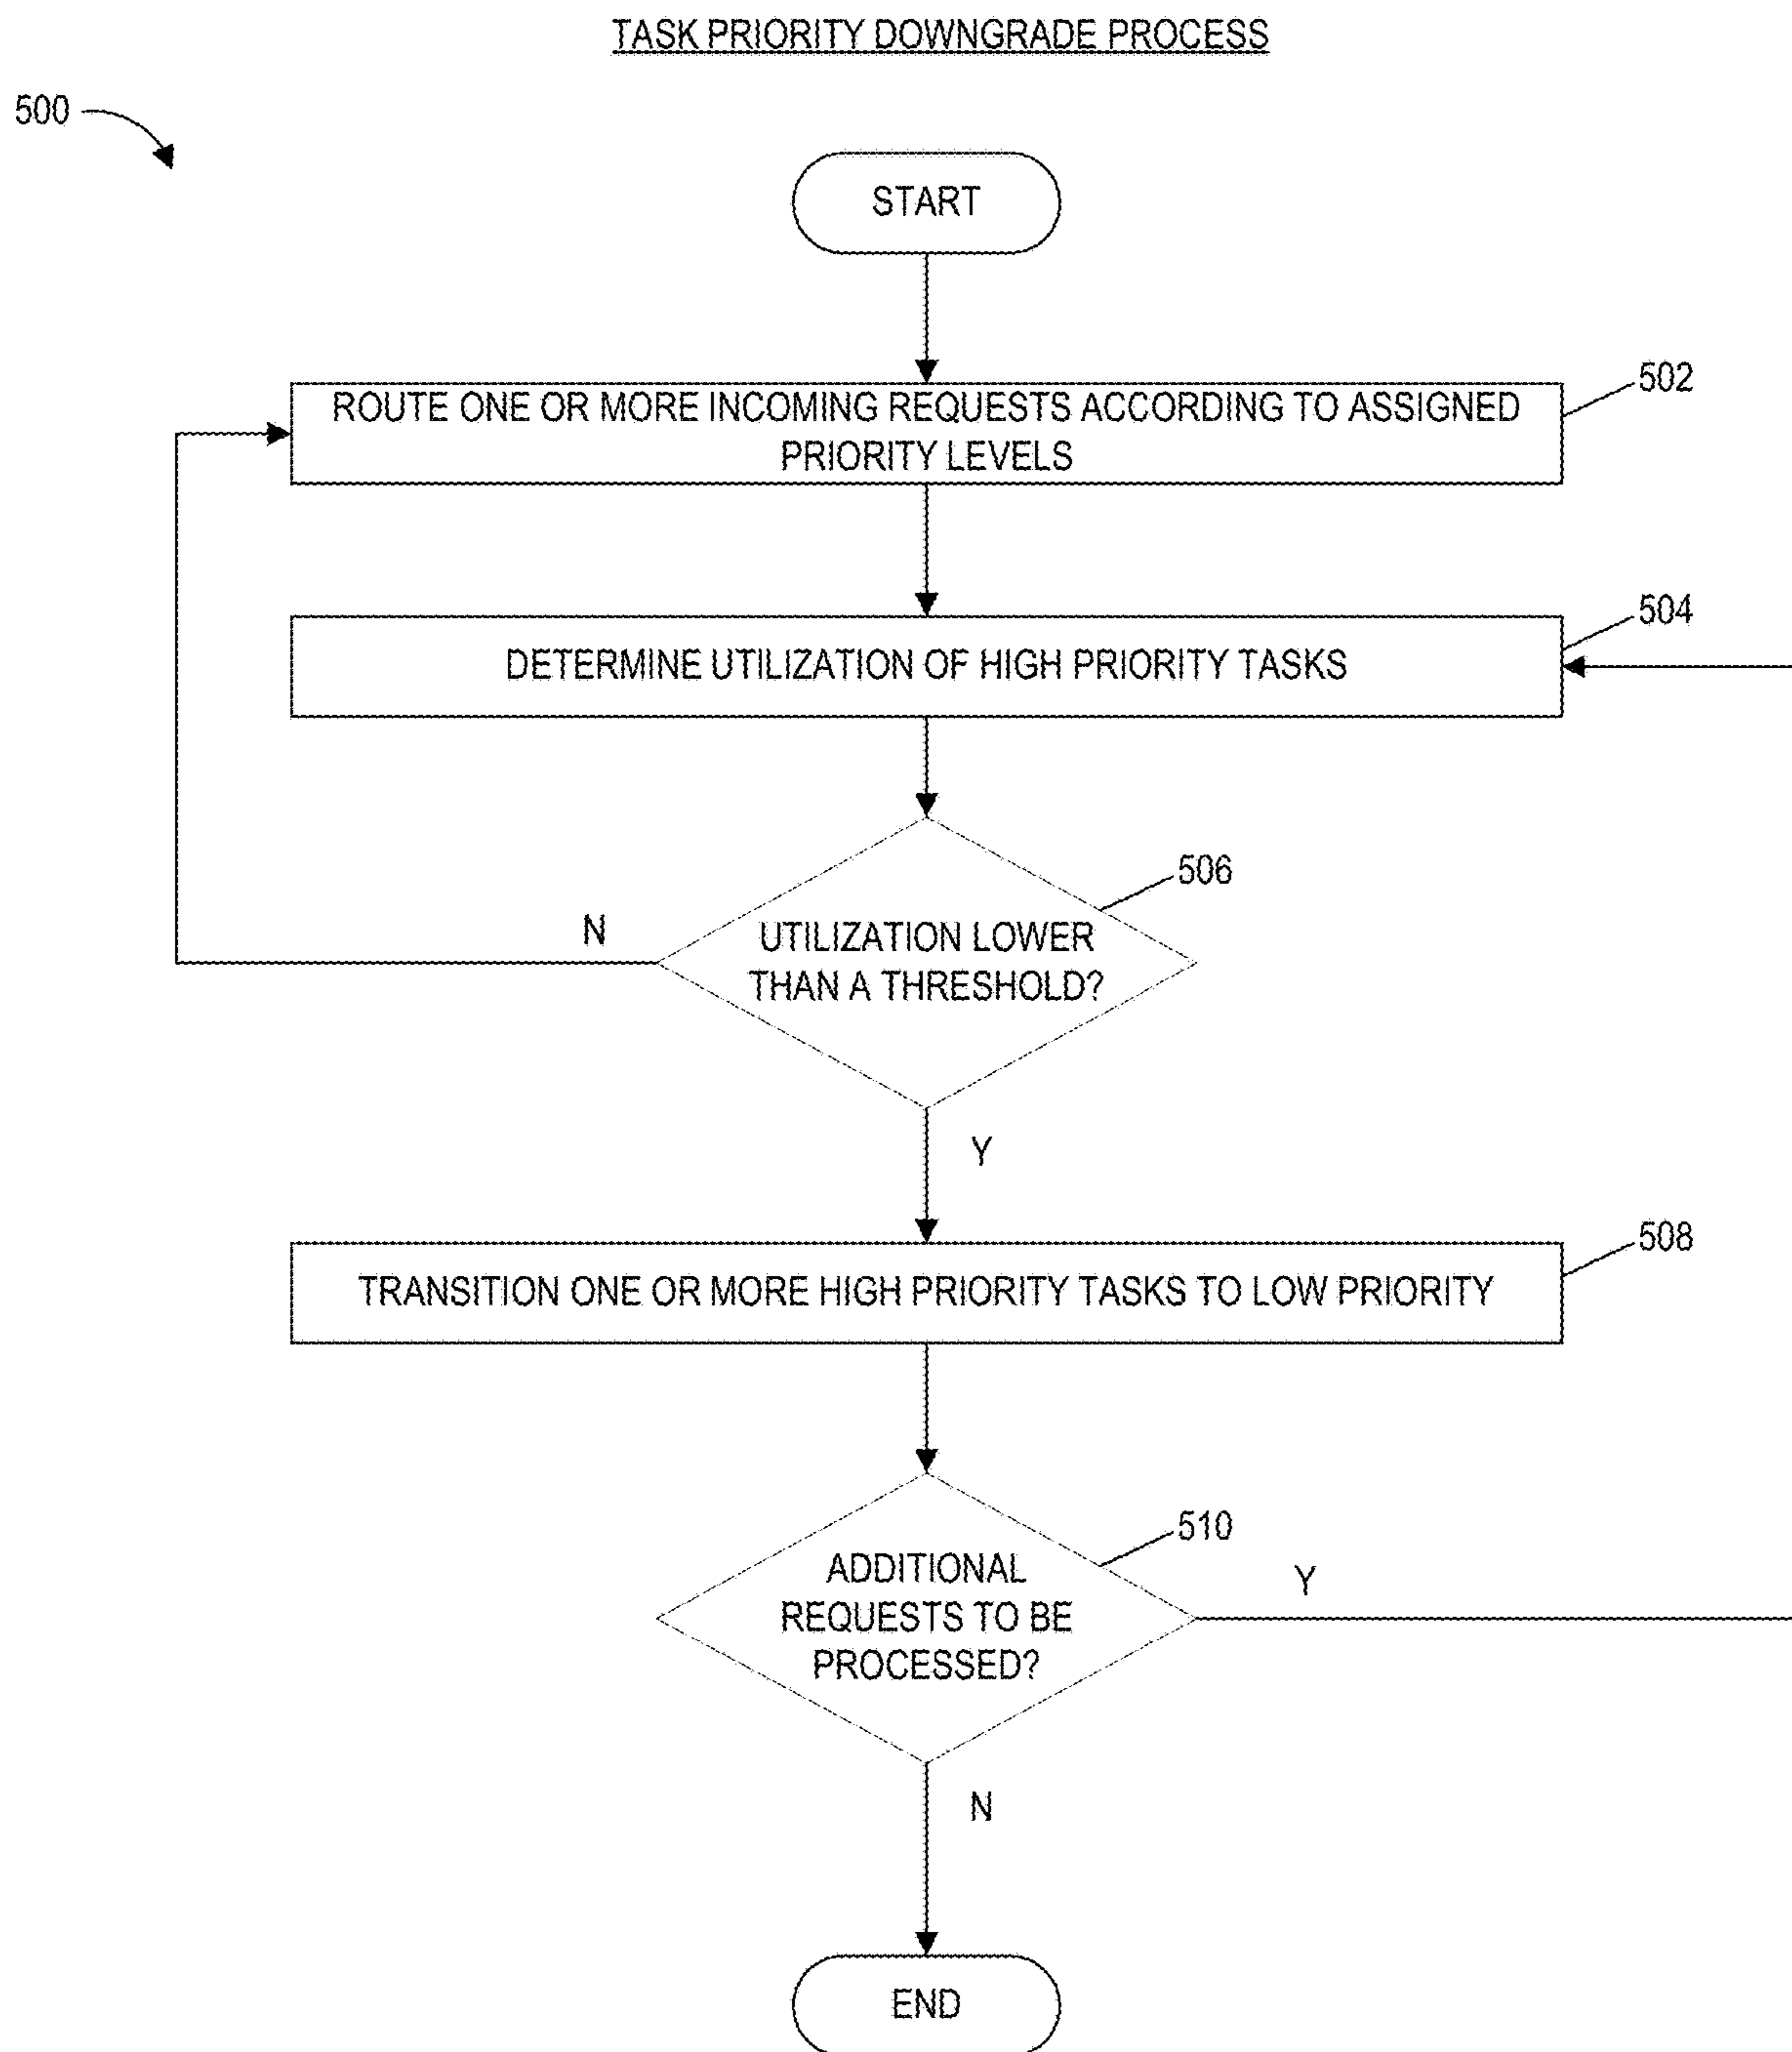 TASK PRIORITY DOWNGRADE PROCESS
500
START
502
ROUTE ONE OR MORE INCOMING REQUESTS ACCORDING TO ASSIGNED
PRIORITY LEVELS
504
DETERMINE UTILIZATION OF HIGH PRIORITY TASKS
506
N
UTILIZATION LOWER
THAN A THRESHOLD?
Y
508
TRANSITION ONE OR MORE HIGH PRIORITY TASKS TO LOW PRIORITY
510
ADDITIONAL
REQUESTS TO BE
PROCESSED?
Y
N
END